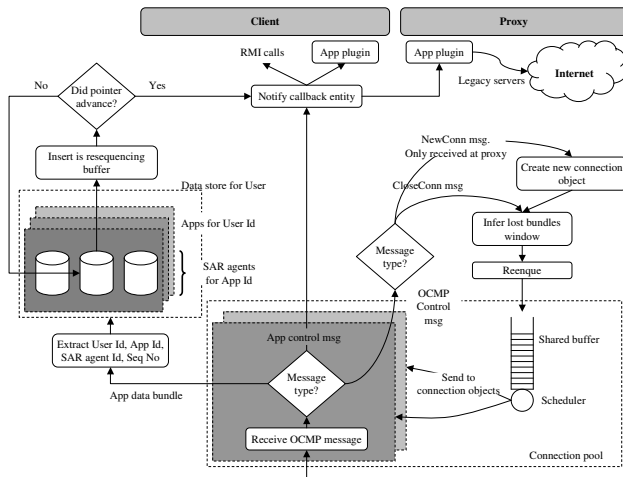 Client
Proxy
RMI calls
App plugin
App plugin
Internet
Legacy servers
No
Did pointer
advance?
Yes
Notify callback entity
NewConn msg.
Only received at proxy
Insert is resequencing
buffer
Create new connection
object
Data store for User
CloseConn msg
Apps for User Id
Infer lost bundles
window
Message
type?
SAR agents
for App Id
Reenque
OCMP
Control
msg
Extract User Id, App Id,
SAR agent Id, Seq No
App control msg
Shared buffer
Message
type?
Send to
connection objects
App data bundle
Scheduler
Receive OCMP message
Connection pool